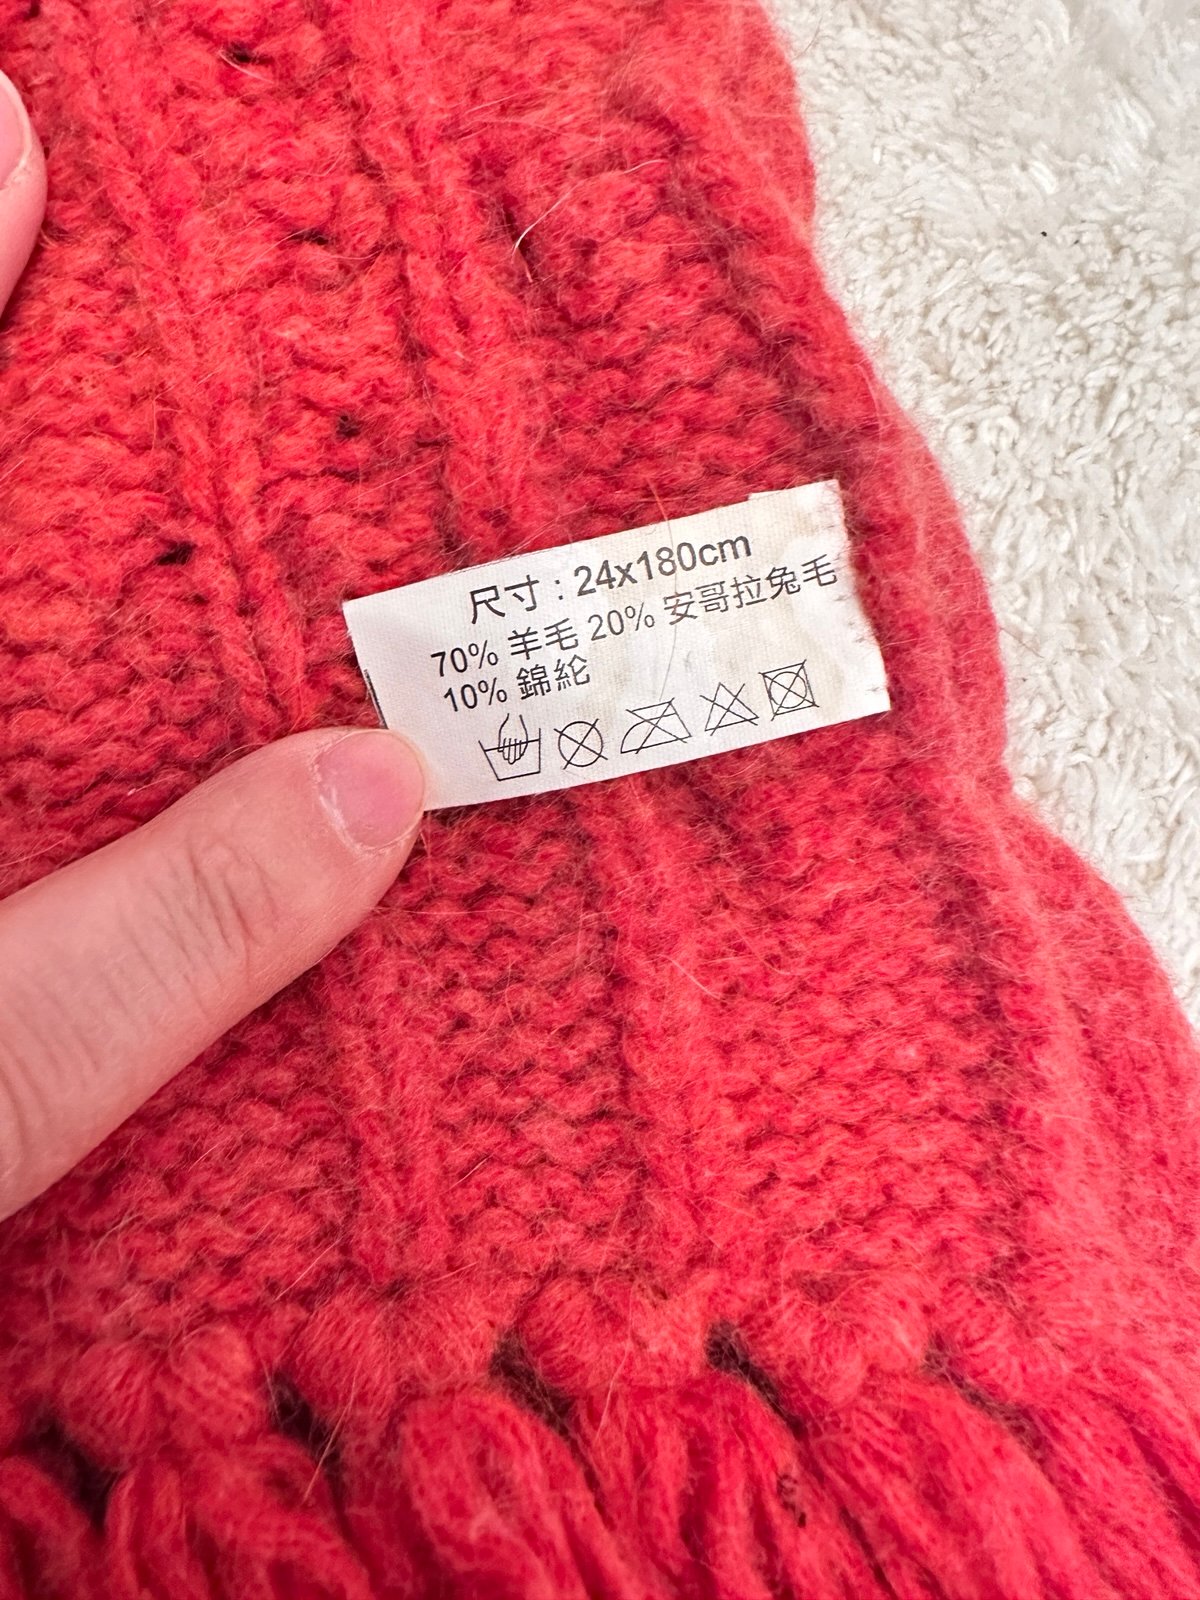 尺寸 : 24x180cm
70% 羊毛 20% 安哥拉兔毛
10% 錦綸